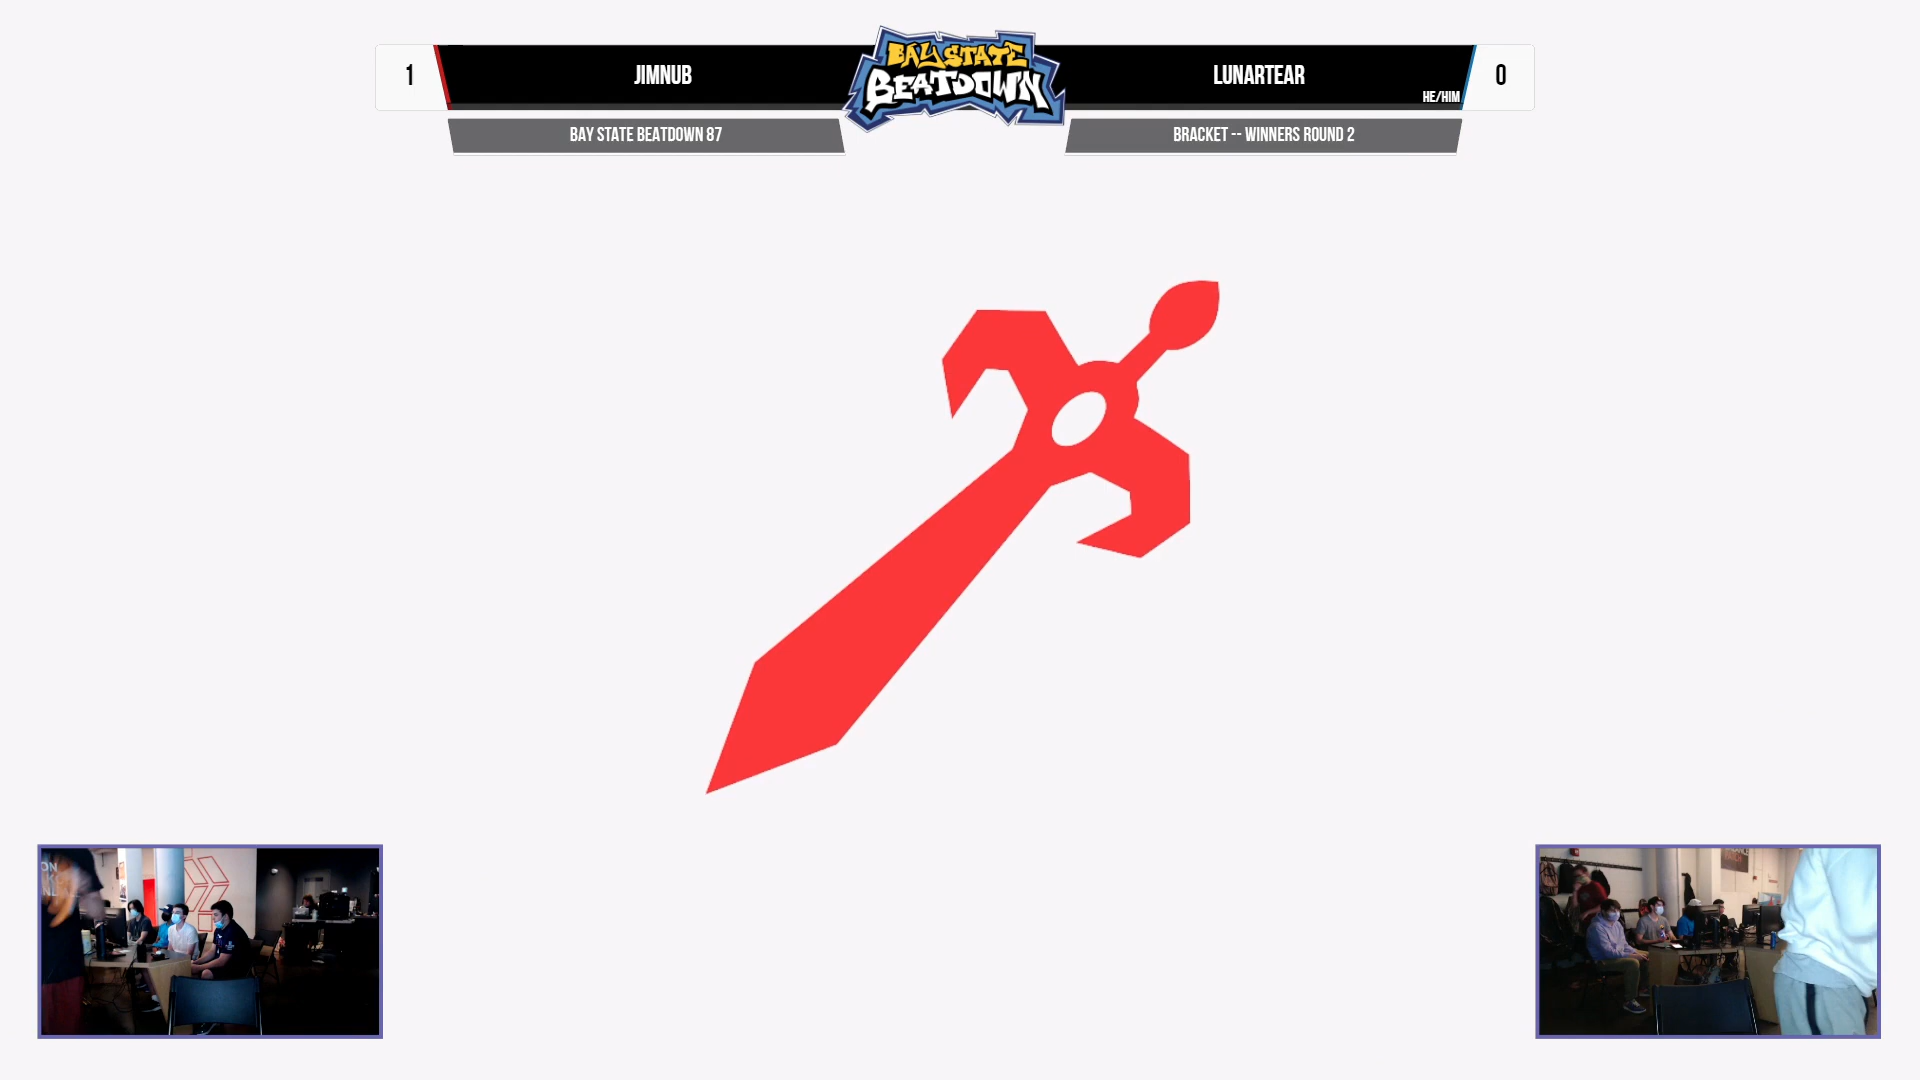 1
JIMNUB
BAY STATE
BEATDOWN
LUNARTEAR
HE/HIM
0
BAY STATE BEATDOWN 87
BRACKET -- WINNERS ROUND 2